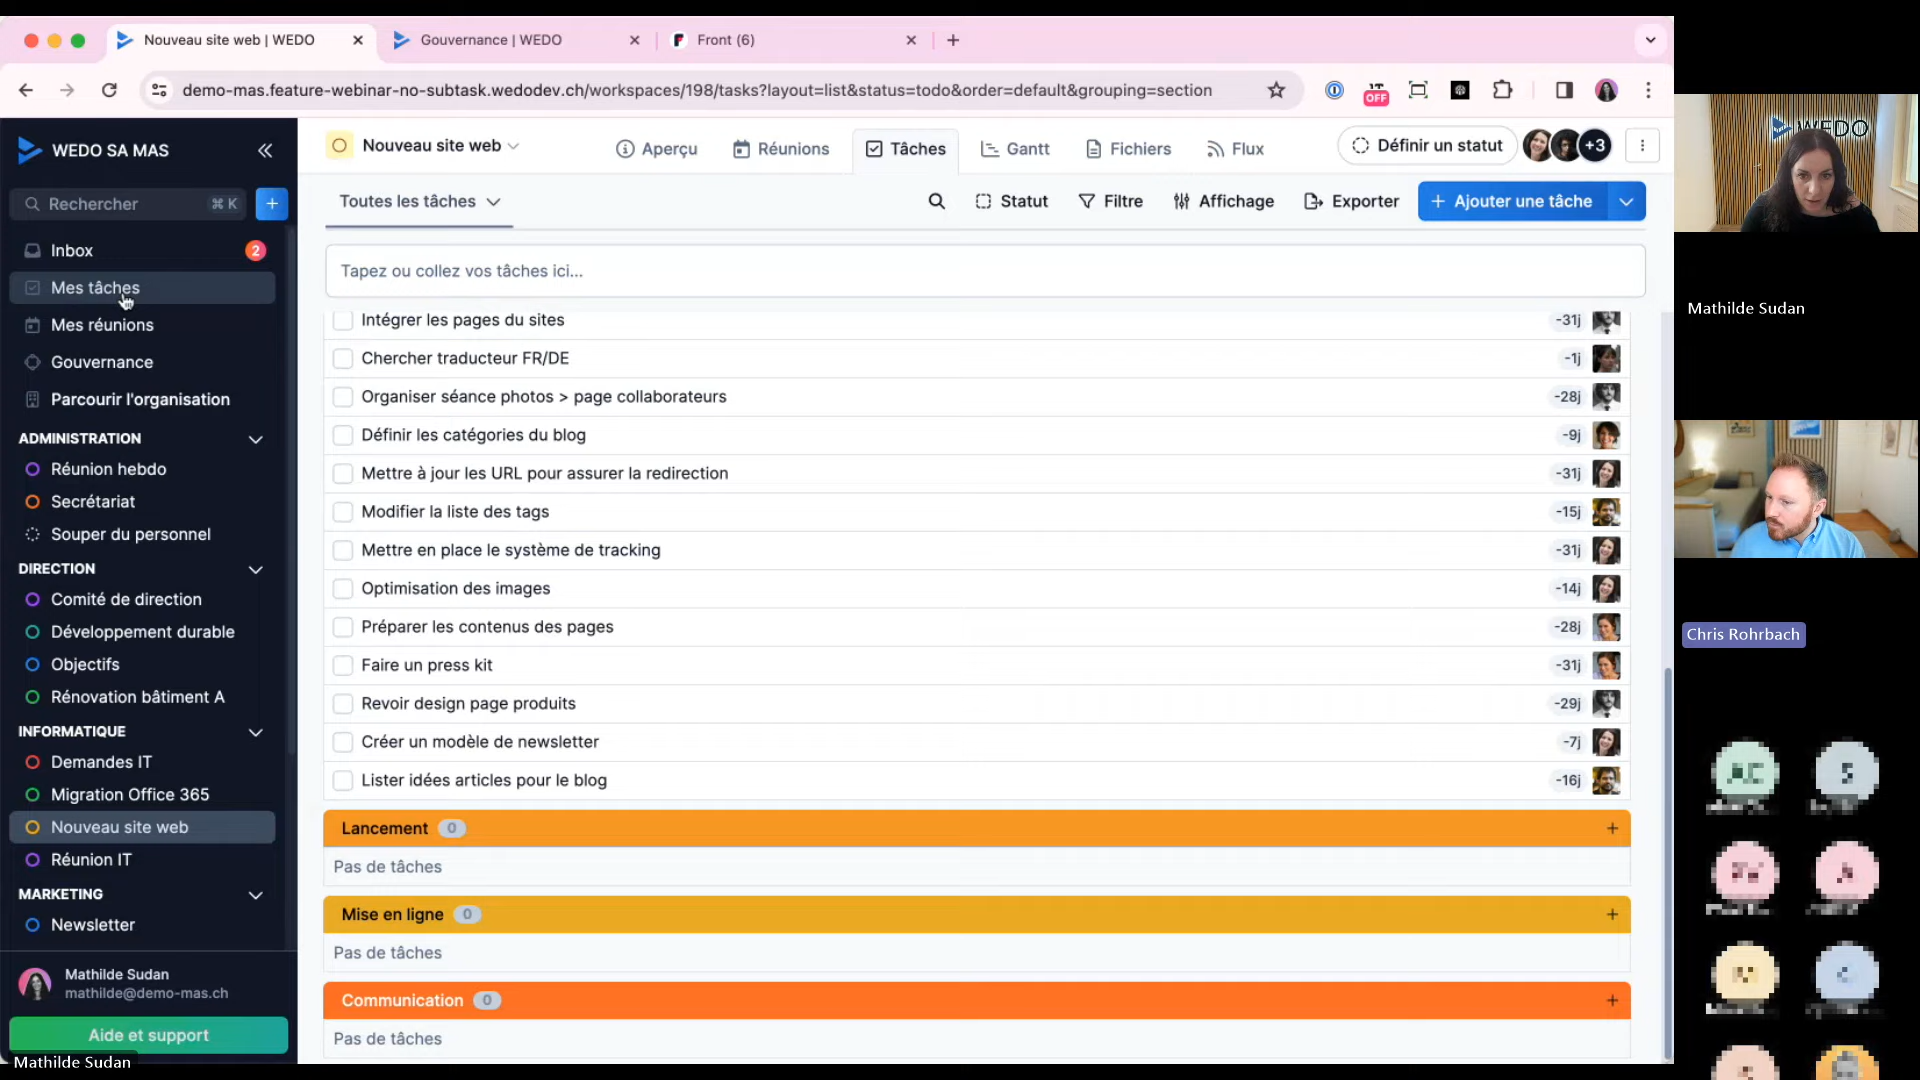 Nouveau site web | WEDO
Gouvernance | WEDO
Front (6)
demo-mas.feature-webinar-no-subtask.wedodev.ch/workspaces/198/tasks?layout=list&status=todo&order=default&grouping=section
OFF
WEDO SA MAS
Rechercher
⌘ K
Inbox
2
Mes tâches
Mes réunions
Gouvernance
Parcourir l'organisation
ADMINISTRATION
Réunion hebdo
Secrétariat
Souper du personnel
DIRECTION
Comité de direction
Développement durable
Objectifs
Rénovation bâtiment A
INFORMATIQUE
Demandes IT
Migration Office 365
Nouveau site web
Réunion IT
MARKETING
Newsletter
Mathilde Sudan
mathilde@demo-mas.ch
Aide et support
Mathilde Sudan
Nouveau site web
Aperçu
Réunions
Tâches
Gantt
Fichiers
Flux
Définir un statut
+3
Toutes les tâches
Statut
Filtre
Affichage
Exporter
+ Ajouter une tâche
Tapez ou collez vos tâches ici...
Intégrer les pages du sites -31j
Chercher traducteur FR/DE -1j
Organiser séance photos > page collaborateurs -28j
Définir les catégories du blog -9j
Mettre à jour les URL pour assurer la redirection -31j
Modifier la liste des tags -15j
Mettre en place le système de tracking -31j
Optimisation des images -14j
Préparer les contenus des pages -28j
Faire un press kit -31j
Revoir design page produits -29j
Créer un modèle de newsletter -7j
Lister idées articles pour le blog -16j
Lancement 0
Pas de tâches
Mise en ligne 0
Pas de tâches
Communication 0
Pas de tâches
WEDO
Mathilde Sudan
Chris Rohrbach